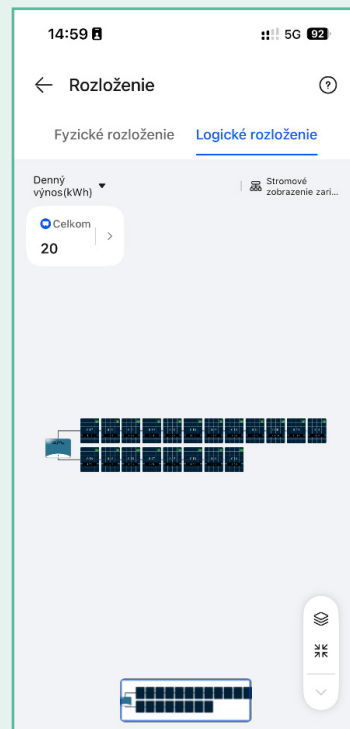 14:59
5G 92
Rozloženie
Fyzické rozloženie Logické rozloženie
Denný
výnos(kWh)
Stromové
zobrazenie zari...
Celkom
20